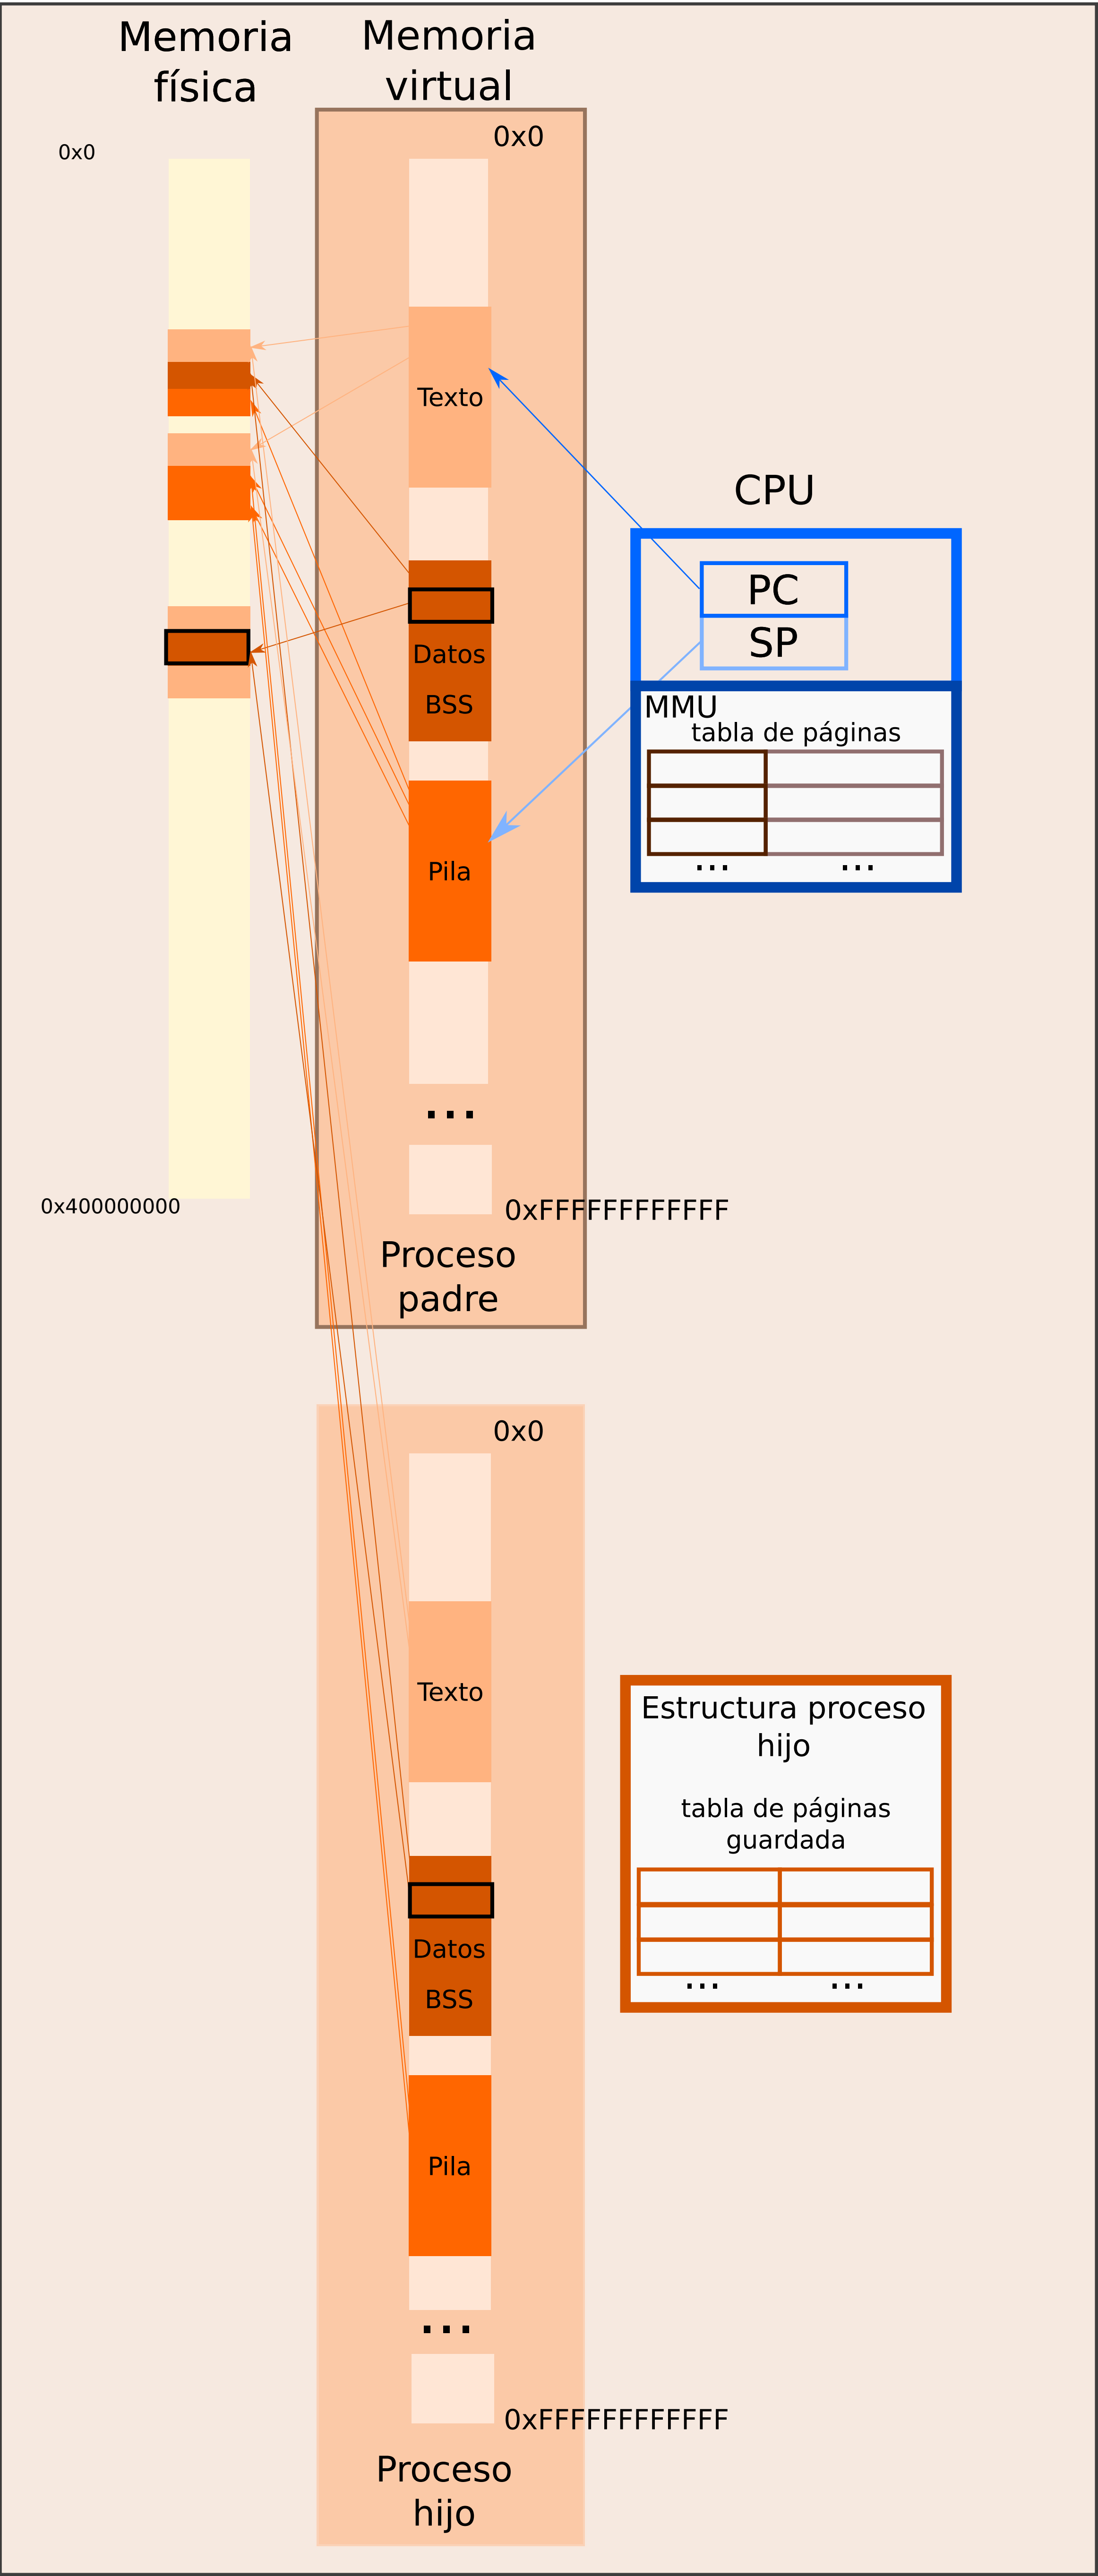 Memoria
física
Memoria
virtual
0x0
0x0
Texto
Datos
BSS
Pila
...
0x400000000
0xFFFFFFFFFFFF
Proceso
padre
CPU
PC
SP
MMU
tabla de páginas
... ...
0x0
Texto
Datos
BSS
Pila
...
0xFFFFFFFFFFFF
Proceso
hijo
Estructura proceso
hijo
tabla de páginas
guardada
... ...